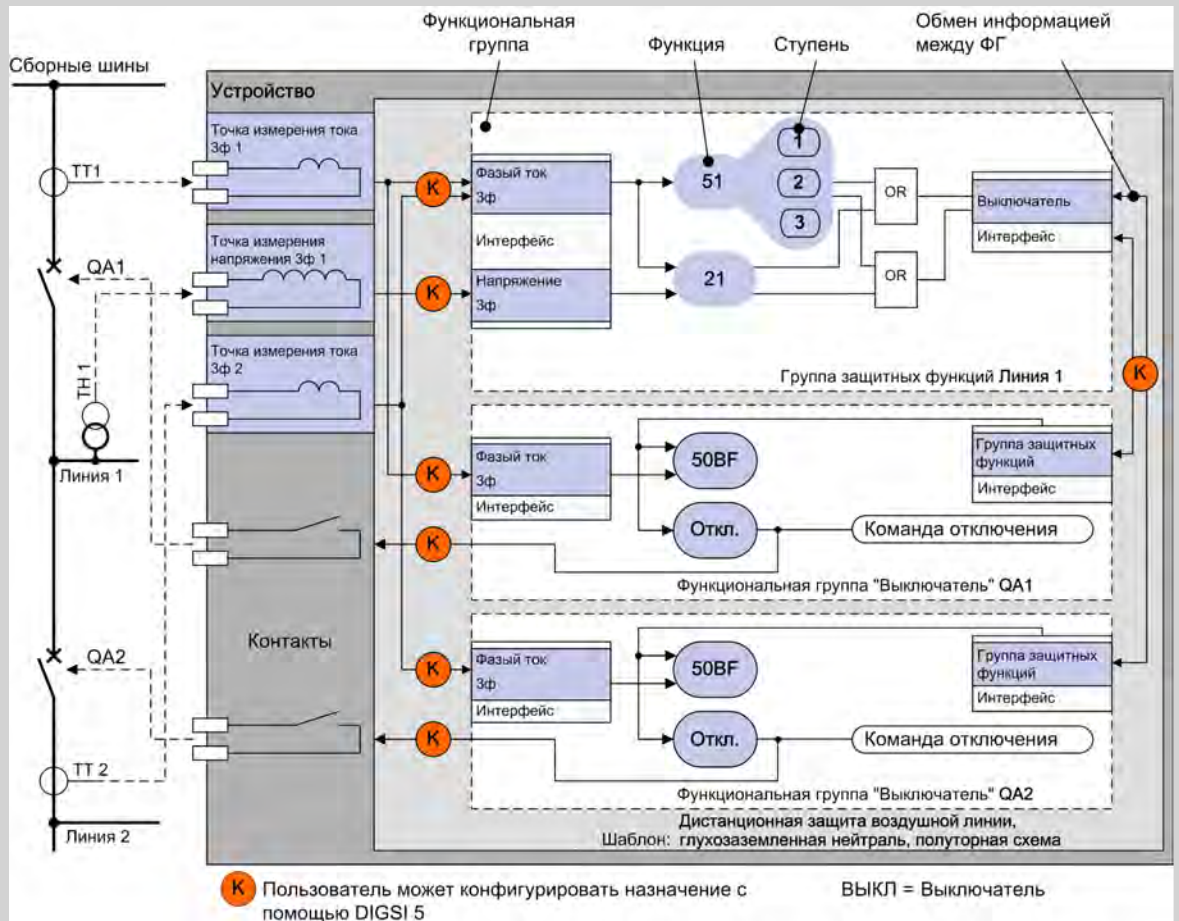 Функциональная
группа
Функция
Ступень
Обмен информацией
между ФГ
Сборные шины
Устройство
Точка измерения тока
3ф 1
ТТ1
К
Фазый ток
3ф
Интерфейс
51
1
2
3
OR
Выключатель
Интерфейс
Точка измерения
напряжения 3ф 1
QA1
К
Напряжение
3ф
21
OR
Точка измерения тока
3ф 2
ТН 1
Группа защитных функций Линия 1
К
Линия 1
К
Фазый ток
3ф
Интерфейс
50BF
Группа защитных
функций
Интерфейс
К
Откл.
Команда отключения
Функциональная группа "Выключатель" QA1
Контакты
QA2
К
Фазый ток
3ф
Интерфейс
50BF
Группа защитных
функций
Интерфейс
К
Откл.
Команда отключения
ТТ 2
Функциональная группа "Выключатель" QA2
Линия 2
Дистанционная защита воздушной линии,
Шаблон: глухозаземленная нейтраль, полуторная схема
К
Пользователь может конфигурировать назначение с
помощью DIGSI 5
ВЫКЛ = Выключатель